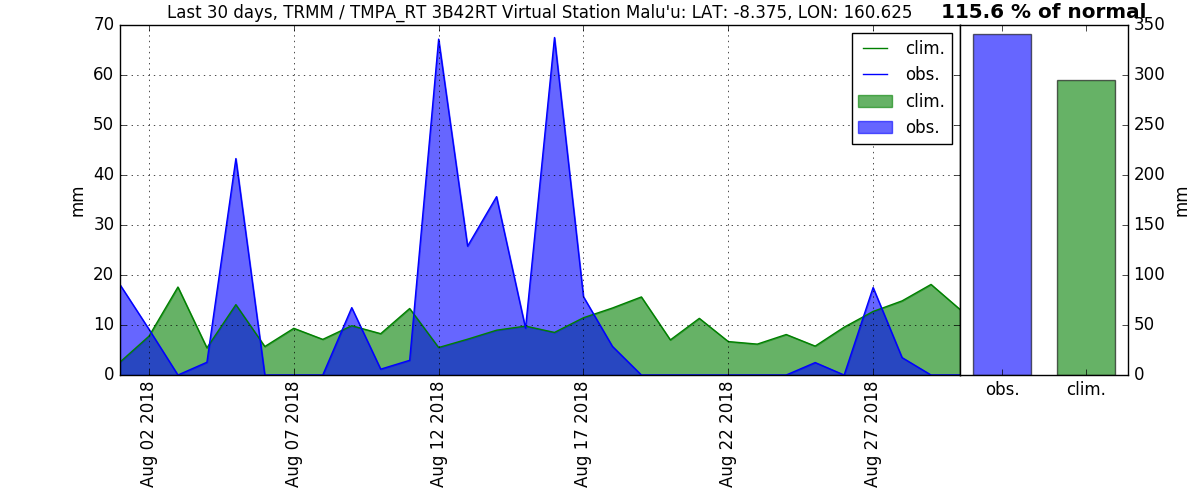 Last 30 days, TRMM / TMPA_RT 3B42RT Virtual Station Malu'u: LAT: -8.375, LON: 160.625
115.6 % of normal
70
60
50
40
30
20
10
0
mm
clim.
obs.
clim.
obs.
350
300
250
200
150
100
50
0
mm
Aug 02 2018
Aug 07 2018
Aug 12 2018
Aug 17 2018
Aug 22 2018
Aug 27 2018
obs.
clim.